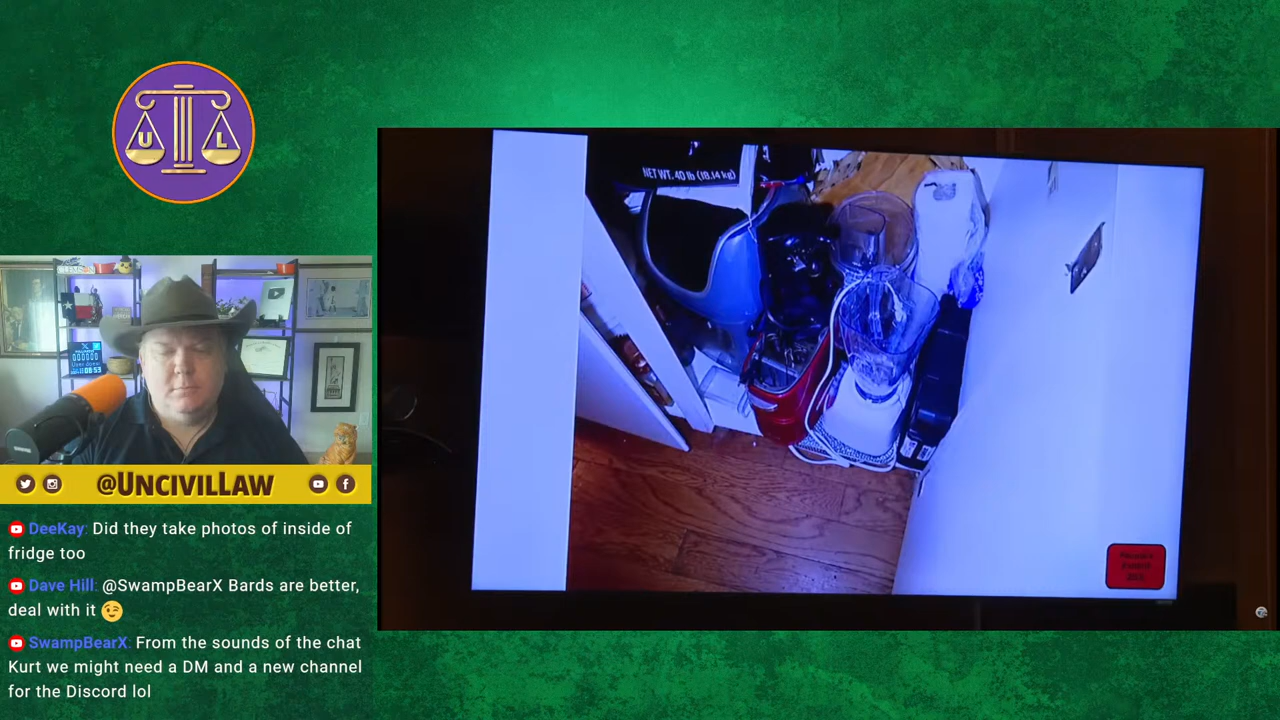 U L
NET WT. 40 lb (18.14 kg)
@UNCIVILLAW
DeeKay: Did they take photos of inside of
fridge too
Dave Hill: @SwampBearX Bards are better,
deal with it 😉
SwampBearX: From the sounds of the chat
Kurt we might need a DM and a new channel
for the Discord lol